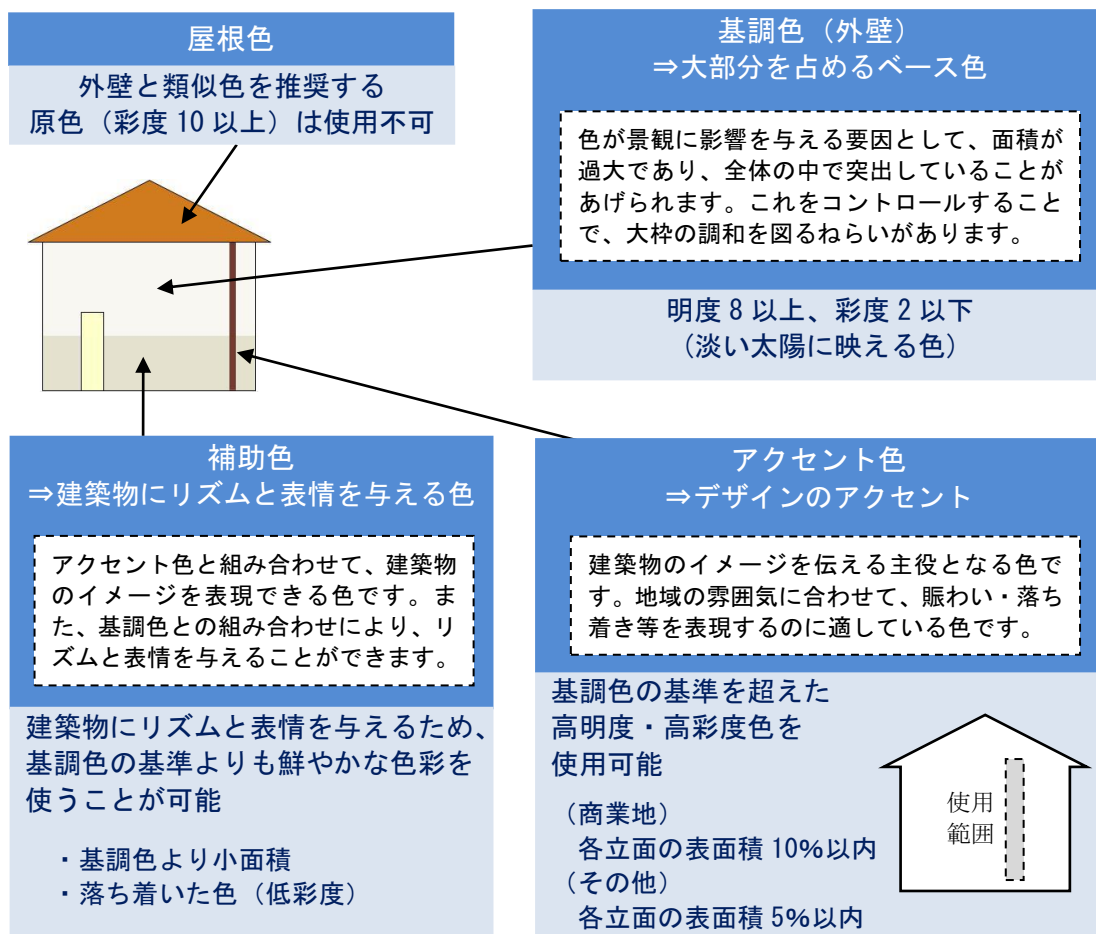 屋根色
外壁と類似色を推奨する
原色（彩度 10 以上）は使用不可
基調色（外壁）
⇒大部分を占めるベース色
色が景観に影響を与える要因として、面積が
過大であり、全体の中で突出していることが
あげられます。これをコントロールすること
で、大枠の調和を図るねらいがあります。
明度 8 以上、彩度 2 以下
（淡い太陽に映える色）
補助色
⇒建築物にリズムと表情を与える色
アクセント色と組み合わせて、建築物
のイメージを表現できる色です。ま
た、基調色との組み合わせにより、リ
ズムと表情を与えることができます。
建築物にリズムと表情を与えるため、
基調色の基準よりも鮮やかな色彩を
使うことが可能
・基調色より小面積
・落ち着いた色（低彩度）
アクセント色
⇒デザインのアクセント
建築物のイメージを伝える主役となる色で
す。地域の雰囲気に合わせて、賑わい・落ち
着き等を表現するのに適している色です。
基調色の基準を超えた
高明度・高彩度色を
使用可能
（商業地）
各立面の表面積 10％以内
（その他）
各立面の表面積 5％以内
使用
範囲